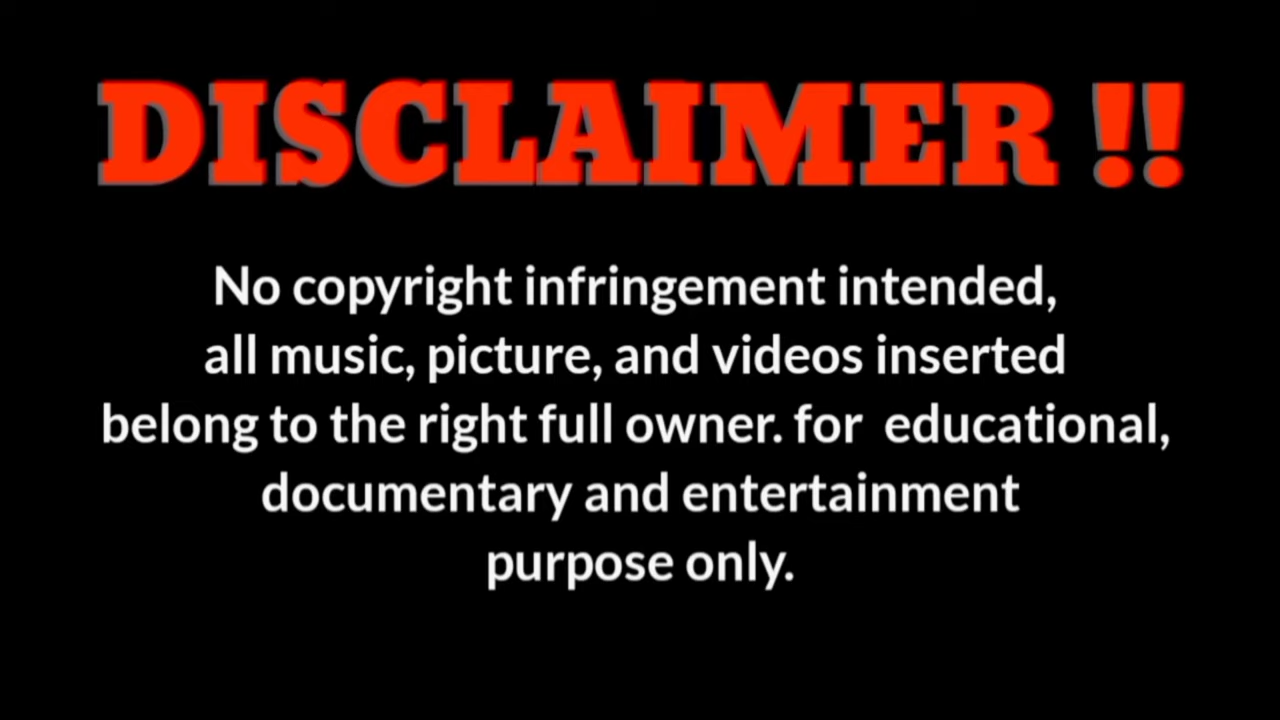 DISCLAIMER !!
No copyright infringement intended,
all music, picture, and videos inserted
belong to the right full owner. for  educational,
documentary and entertainment
purpose only.